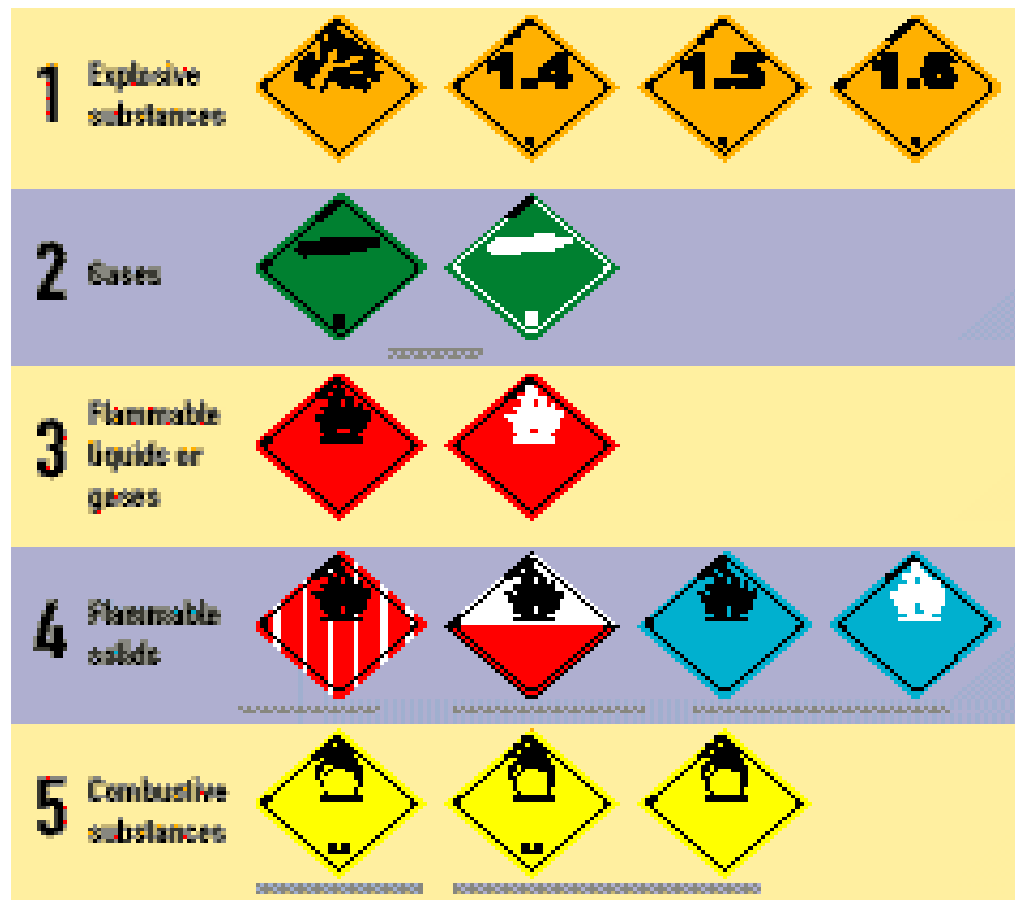 1
Explosive
substances
1.4
1.5
1.6
2
Gases
3
Flammable
liquids or
gases
4
Flammable
solids
5
Combustive
substances